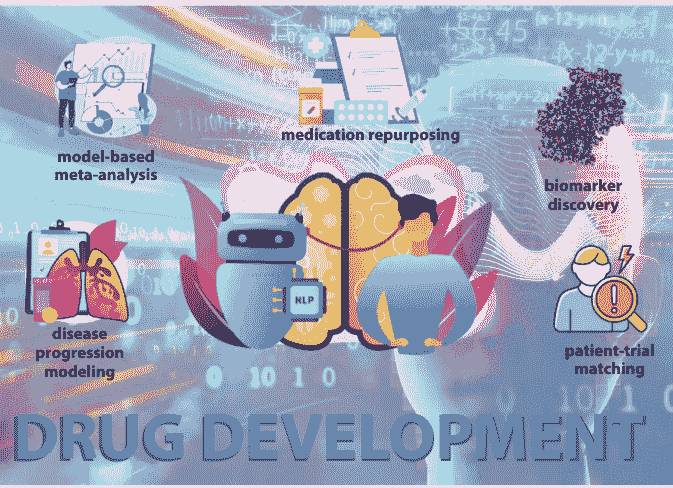 medication repurposing
model-based
meta-analysis
biomarker
discovery
NLP
disease
progression
modeling
patient-trial
matching
DRUG DEVELOPMENT